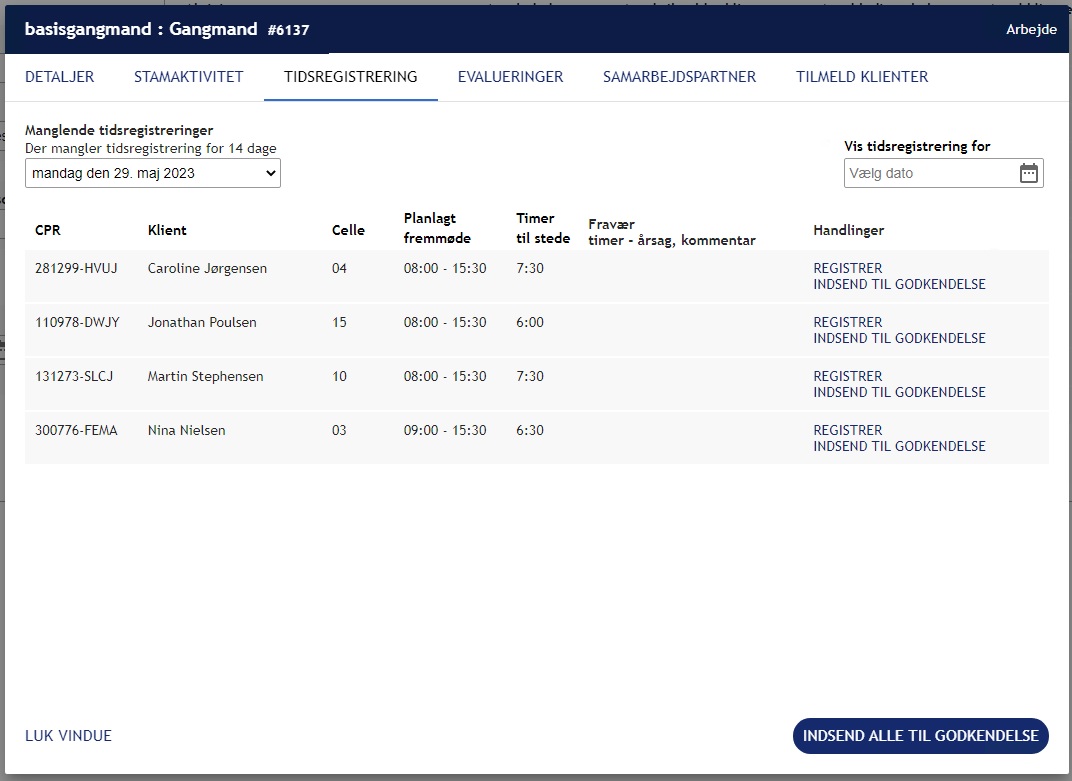 basisgangmand : Gangmand #6137
Arbejde
DETALJER STAMAKTIVITET TIDSREGISTRERING EVALUERINGER SAMARBEJDSPARTNER TILMELD KLIENTER
Manglende tidsregistreringer
Der mangler tidsregistrering for 14 dage
mandag den 29. maj 2023
Vis tidsregistrering for
Vælg dato
CPR Klient Celle Planlagt fremmøde Timer til stede Fravær timer - årsag, kommentar Handlinger
281299-HVUJ Caroline Jørgensen 04 08:00 - 15:30 7:30 REGISTRER
INDSEND TIL GODKENDELSE
110978-DWJY Jonathan Poulsen 15 08:00 - 15:30 6:00 REGISTRER
INDSEND TIL GODKENDELSE
131273-SLCJ Martin Stephensen 10 08:00 - 15:30 7:30 REGISTRER
INDSEND TIL GODKENDELSE
300776-FEMA Nina Nielsen 03 09:00 - 15:30 6:30 REGISTRER
INDSEND TIL GODKENDELSE
LUK VINDUE
INDSEND ALLE TIL GODKENDELSE